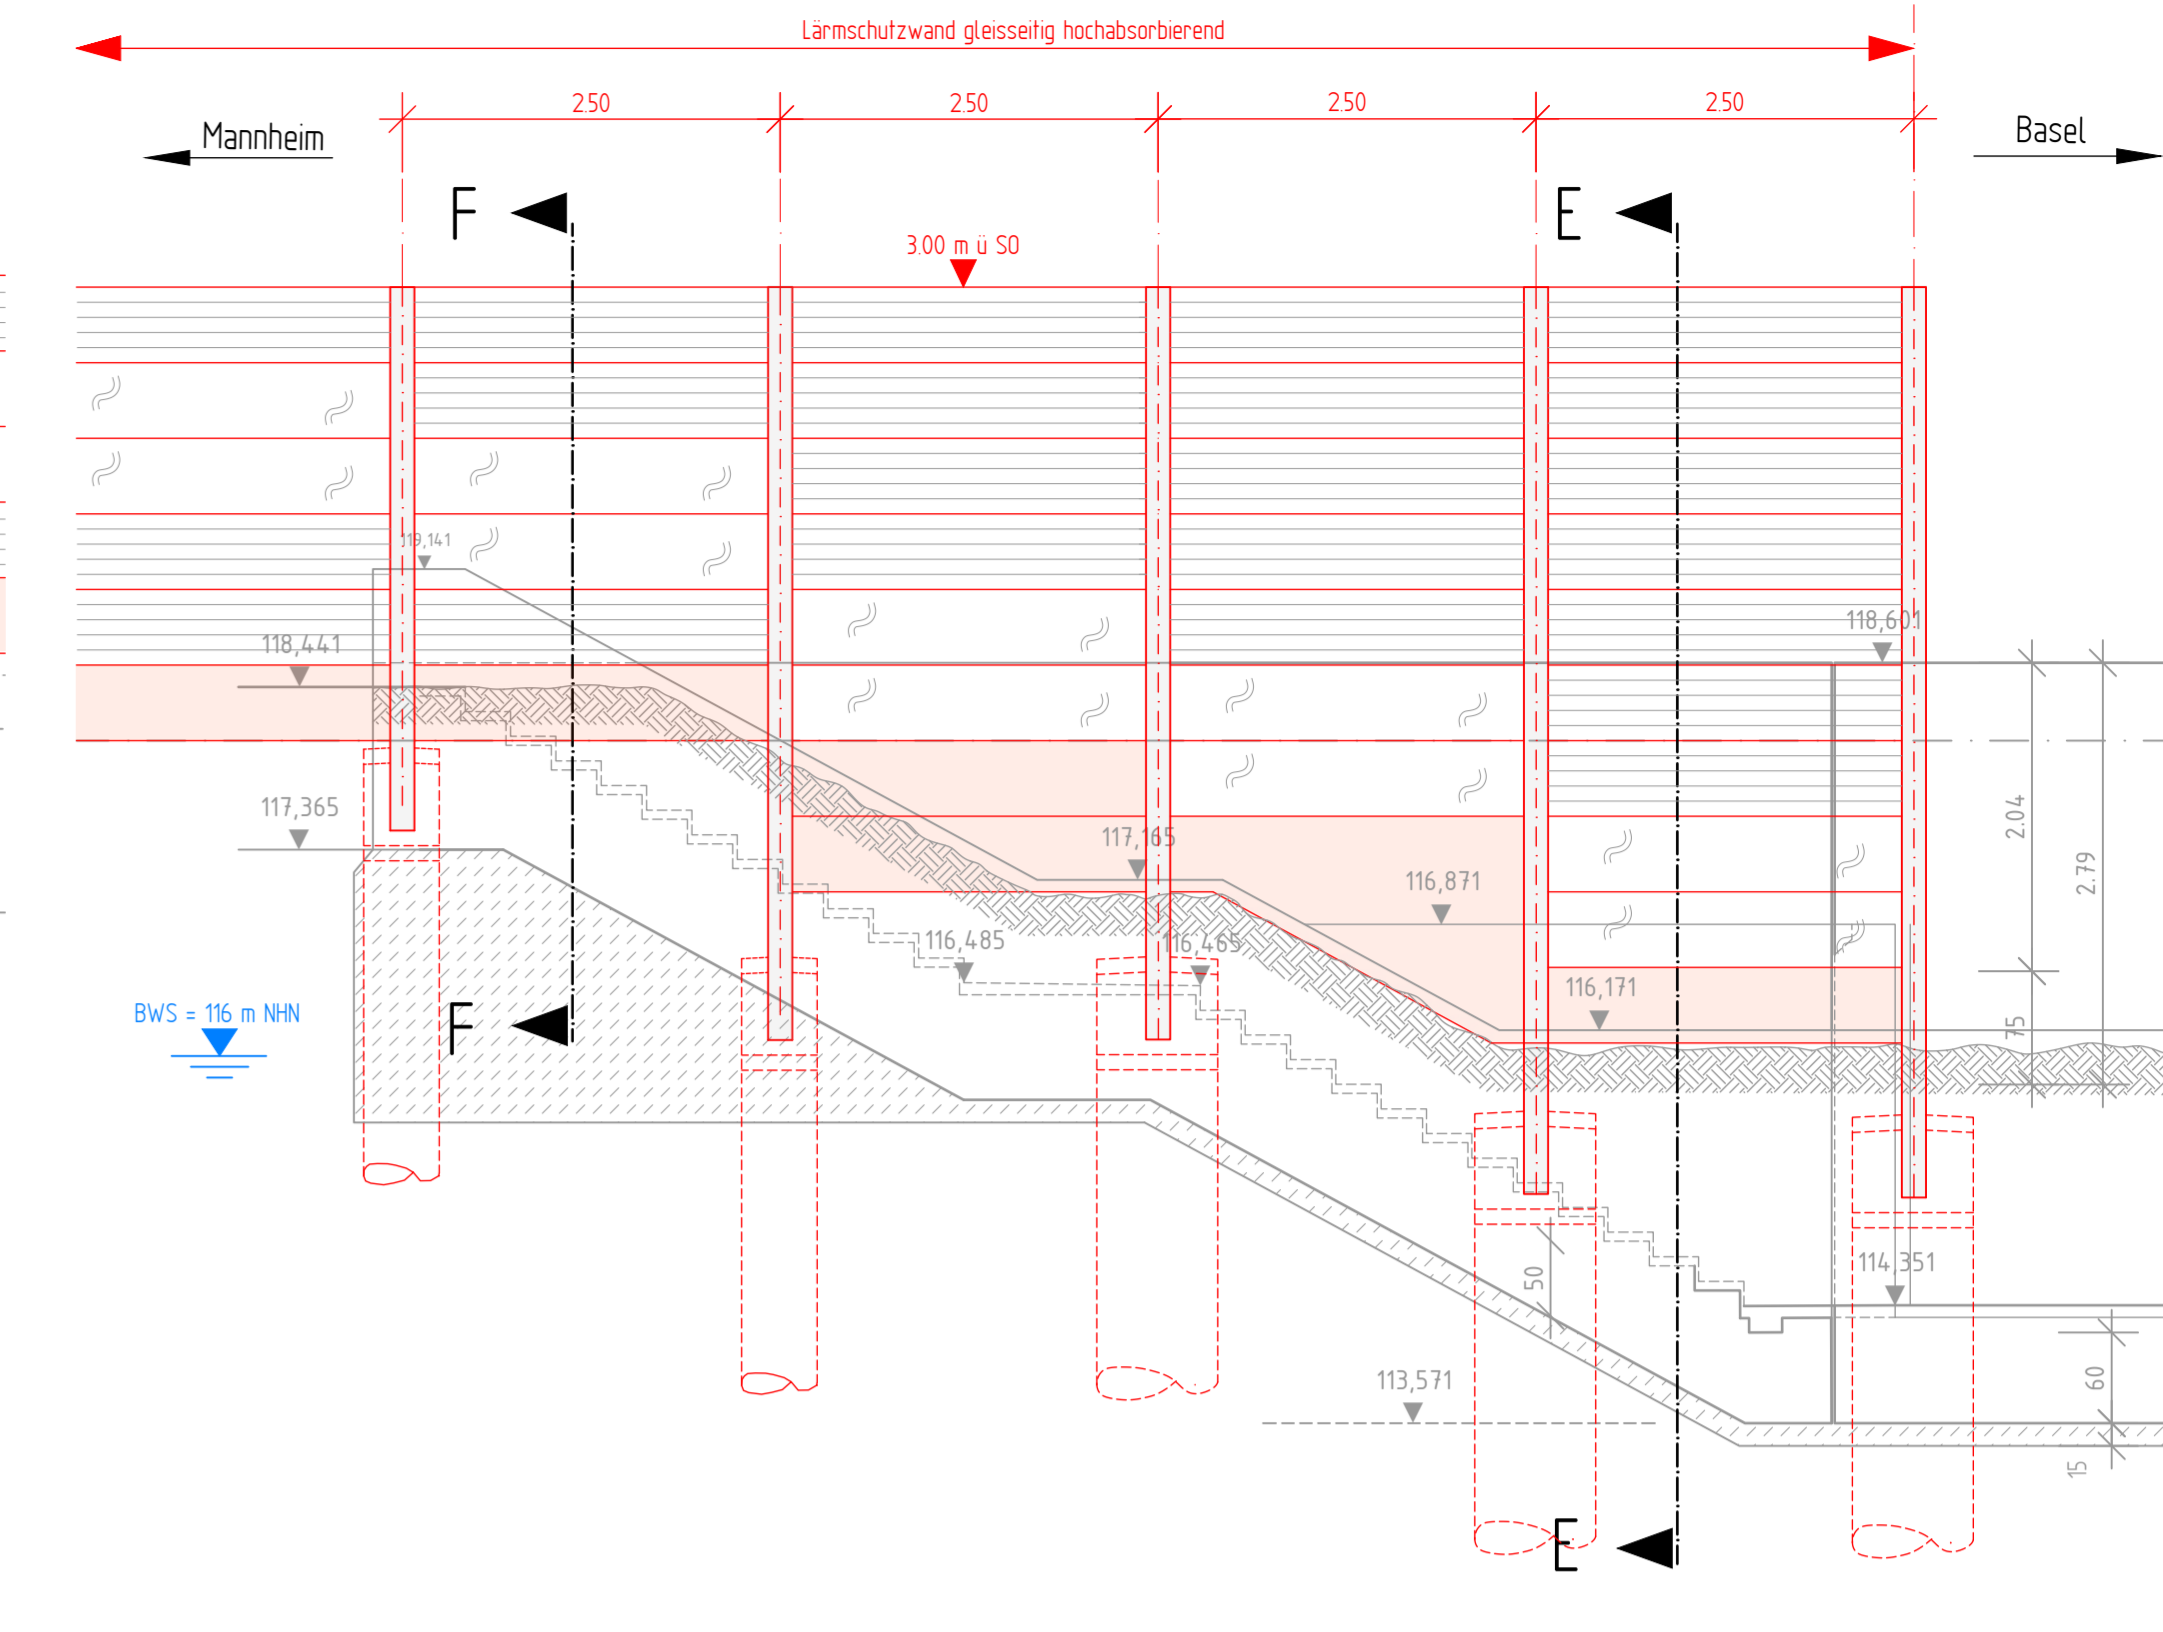 Lärmschutzwand gleisseitig hochabsorbierend
2.50
2.50
2.50
2.50
Mannheim
Basel
F
E
3.00 m ü SO
119,141
118,441
118,601
117,365
117,165
2.04
2.79
116,871
116,485
116,465
116,171
75
BWS = 116 m NHN
F
114,351
50
113,571
60
15
E